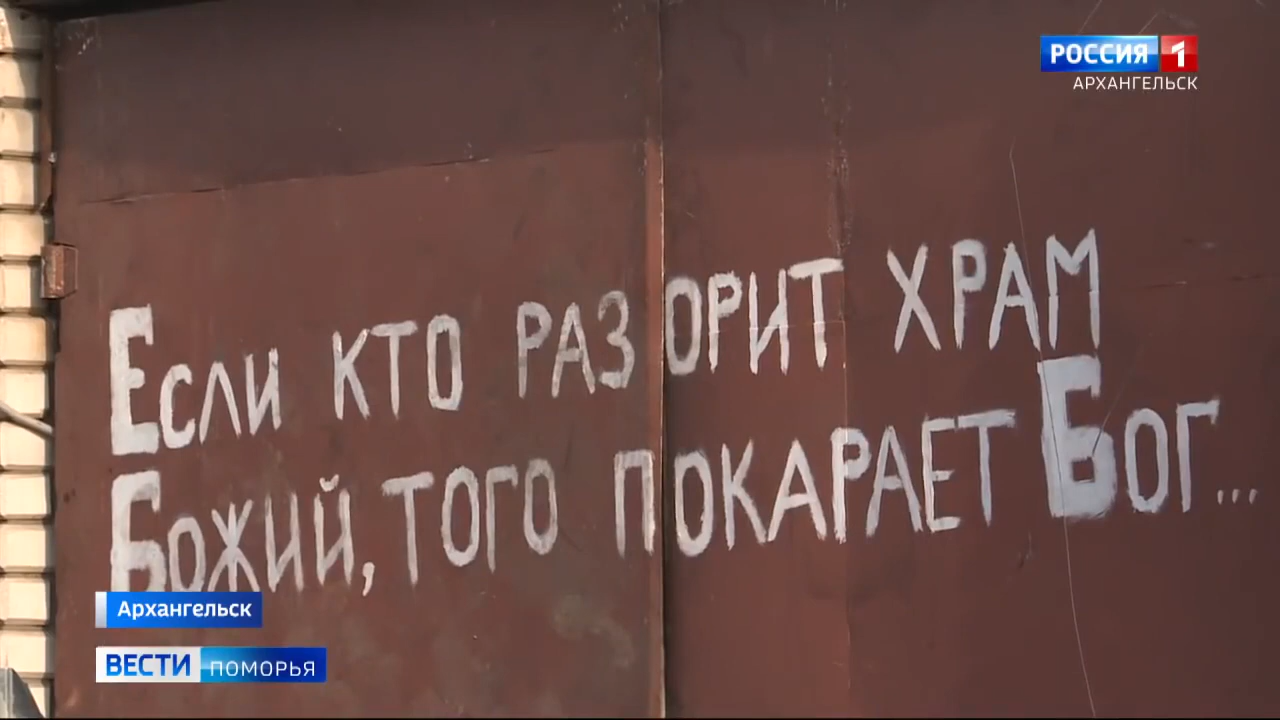 РОССИЯ 1
АРХАНГЕЛЬСК
Если кто разорит храм
Божий, того покарает Бог...
Архангельск
ВЕСТИ ПОМОРЬЯ